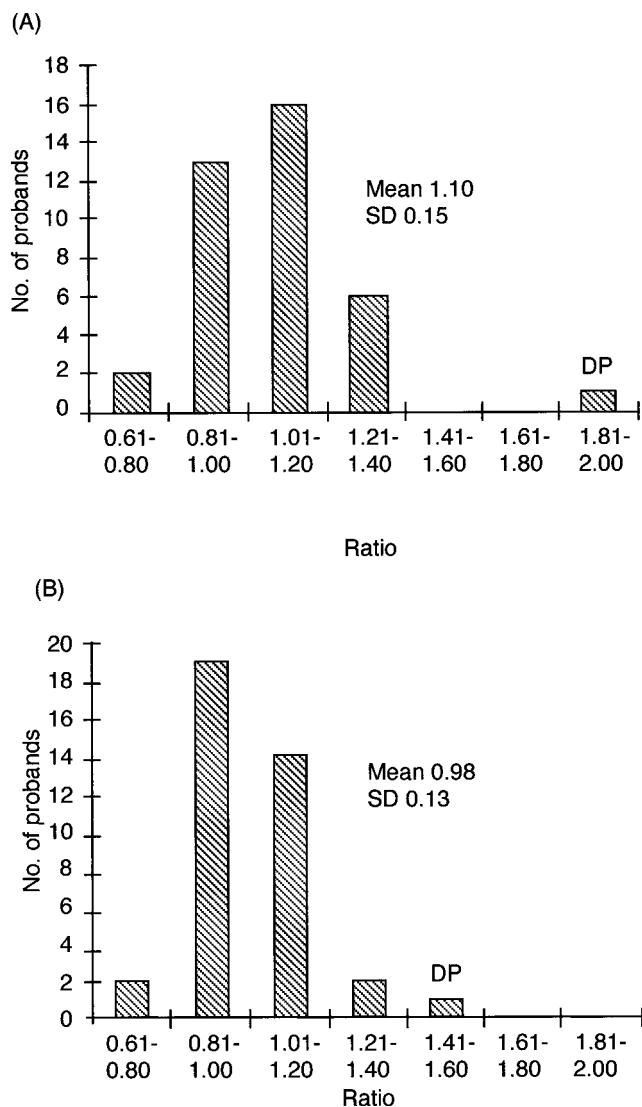 (A)
No. of probands
18
16
14
12
10
8
6
4
2
0
Mean 1.10
SD 0.15
DP
0.61- 0.81- 1.01- 1.21- 1.41- 1.61- 1.81-
0.80 1.00 1.20 1.40 1.60 1.80 2.00
Ratio
(B)
No. of probands
20
18
16
14
12
10
8
6
4
2
0
Mean 0.98
SD 0.13
DP
0.61- 0.81- 1.01- 1.21- 1.41- 1.61- 1.81-
0.80 1.00 1.20 1.40 1.60 1.80 2.00
Ratio